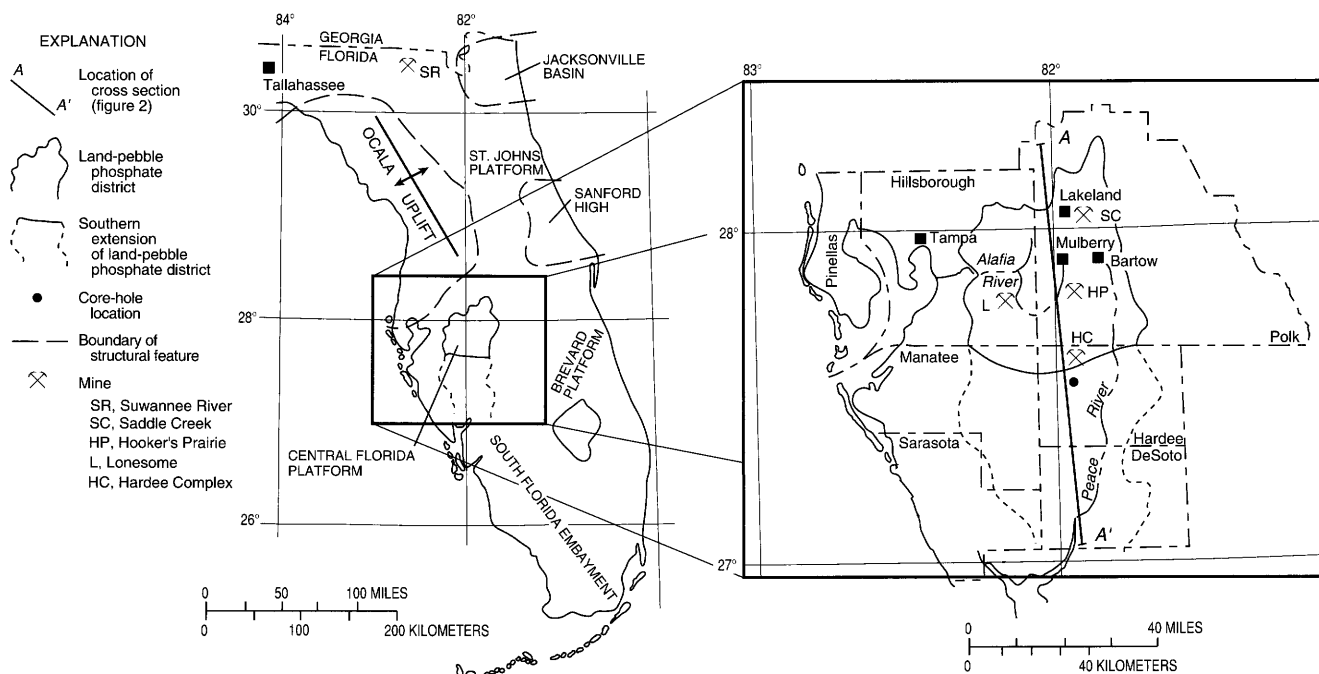 EXPLANATION
A
A'
Location of
cross section
(figure 2)
Land-pebble
phosphate
district
Southern
extension
of land-pebble
phosphate district
Core-hole
location
Boundary of
structural feature
Mine
SR, Suwannee River
SC, Saddle Creek
HP, Hooker's Prairie
L, Lonesome
HC, Hardee Complex
84°
82°
GEORGIA
FLORIDA
Tallahassee
SR
JACKSONVILLE
BASIN
30°
OCALA
UPLIFT
ST. JOHNS
PLATFORM
SANFORD
HIGH
28°
BREVARD
PLATFORM
CENTRAL FLORIDA
PLATFORM
SOUTH FLORIDA EMBAYMENT
26°
0 50 100 MILES
0 100 200 KILOMETERS
83°
82°
A
Hillsborough
Lakeland
SC
28°
Tampa
Mulberry
Bartow
Pinellas
Alafia
River
L
HP
HC
Polk
Manatee
River
Sarasota
Hardee
DeSoto
Peace
A'
27°
0 40 MILES
0 40 KILOMETERS